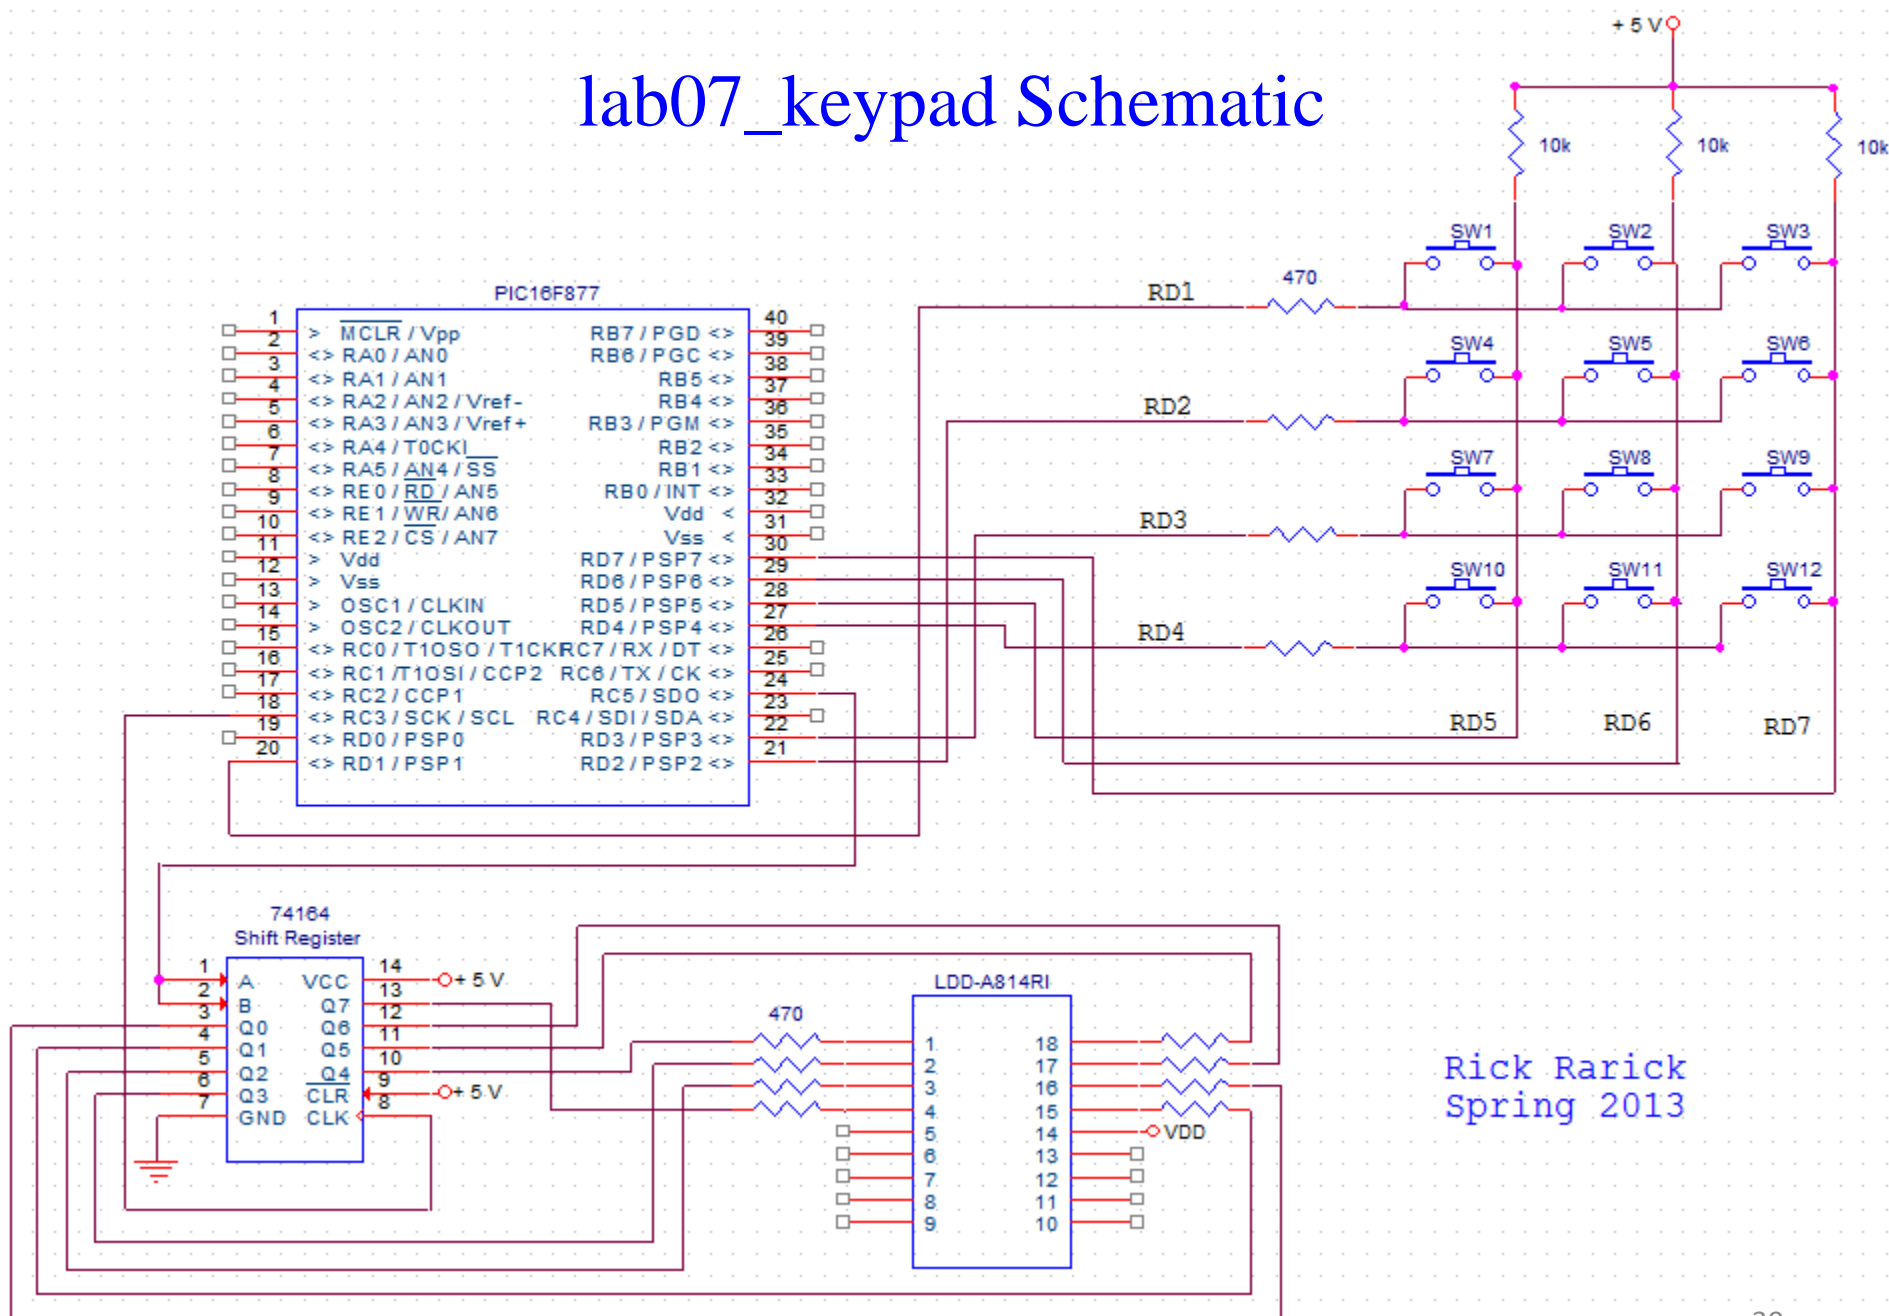 lab07_keypad Schematic
+ 5 V
10k
10k
10k
SW1
SW2
SW3
RD1
470
SW4
SW5
SW6
RD2
SW7
SW8
SW9
RD3
SW10
SW11
SW12
RD4
RD5
RD6
RD7
PIC16F877
1 > MCLR / Vpp
2 <> RA0 / AN0
3 <> RA1 / AN1
4 <> RA2 / AN2 / Vref-
5 <> RA3 / AN3 / Vref+
6 <> RA4 / T0CKI
7 <> RA5 / AN4 / SS
8 <> RE0 / RD / AN5
9 <> RE1 / WR / AN6
10 <> RE2 / CS / AN7
11 > Vdd
12 > Vss
13 > OSC1 / CLKIN
14 > OSC2 / CLKOUT
15 <> RC0 / T1OSO / T1CKI
16 <> RC1 / T1OSI / CCP2
17 <> RC2 / CCP1
18 <> RC3 / SCK / SCL
19 <> RD0 / PSP0
20 <> RD1 / PSP1
RB7 / PGD <> 40
RB6 / PGC <> 39
RB5 <> 38
RB4 <> 37
RB3 / PGM <> 36
RB2 <> 35
RB1 <> 34
RB0 / INT <> 33
Vdd < 32
Vss < 31
RD7 / PSP7 <> 30
RD6 / PSP6 <> 29
RD5 / PSP5 <> 28
RD4 / PSP4 <> 27
RC7 / RX / DT <> 26
RC6 / TX / CK <> 25
RC5 / SDO <> 24
RC4 / SDI / SDA <> 23
RD3 / PSP3 <> 22
RD2 / PSP2 <> 21
74164
Shift Register
1 A
2 B
3 Q0
4 Q1
5 Q2
6 Q3
7 GND
VCC 14 + 5 V
Q7 13
Q6 12
Q5 11
Q4 10
CLR 9 + 5 V
CLK 8
470
LDD-A814RI
1 18
2 17
3 16
4 15
5 14 VDD
6 13
7 12
8 11
9 10
Rick Rarick
Spring 2013